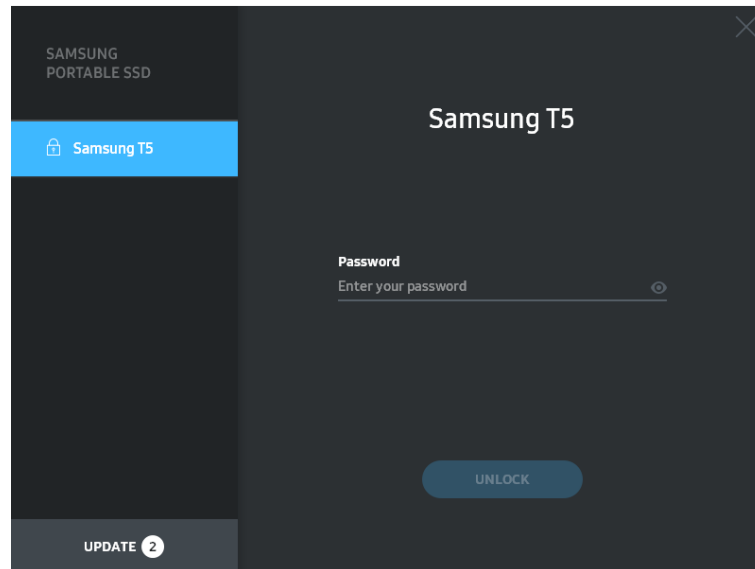 SAMSUNG
PORTABLE SSD
Samsung T5
Samsung T5
Password
Enter your password
UNLOCK
UPDATE 2